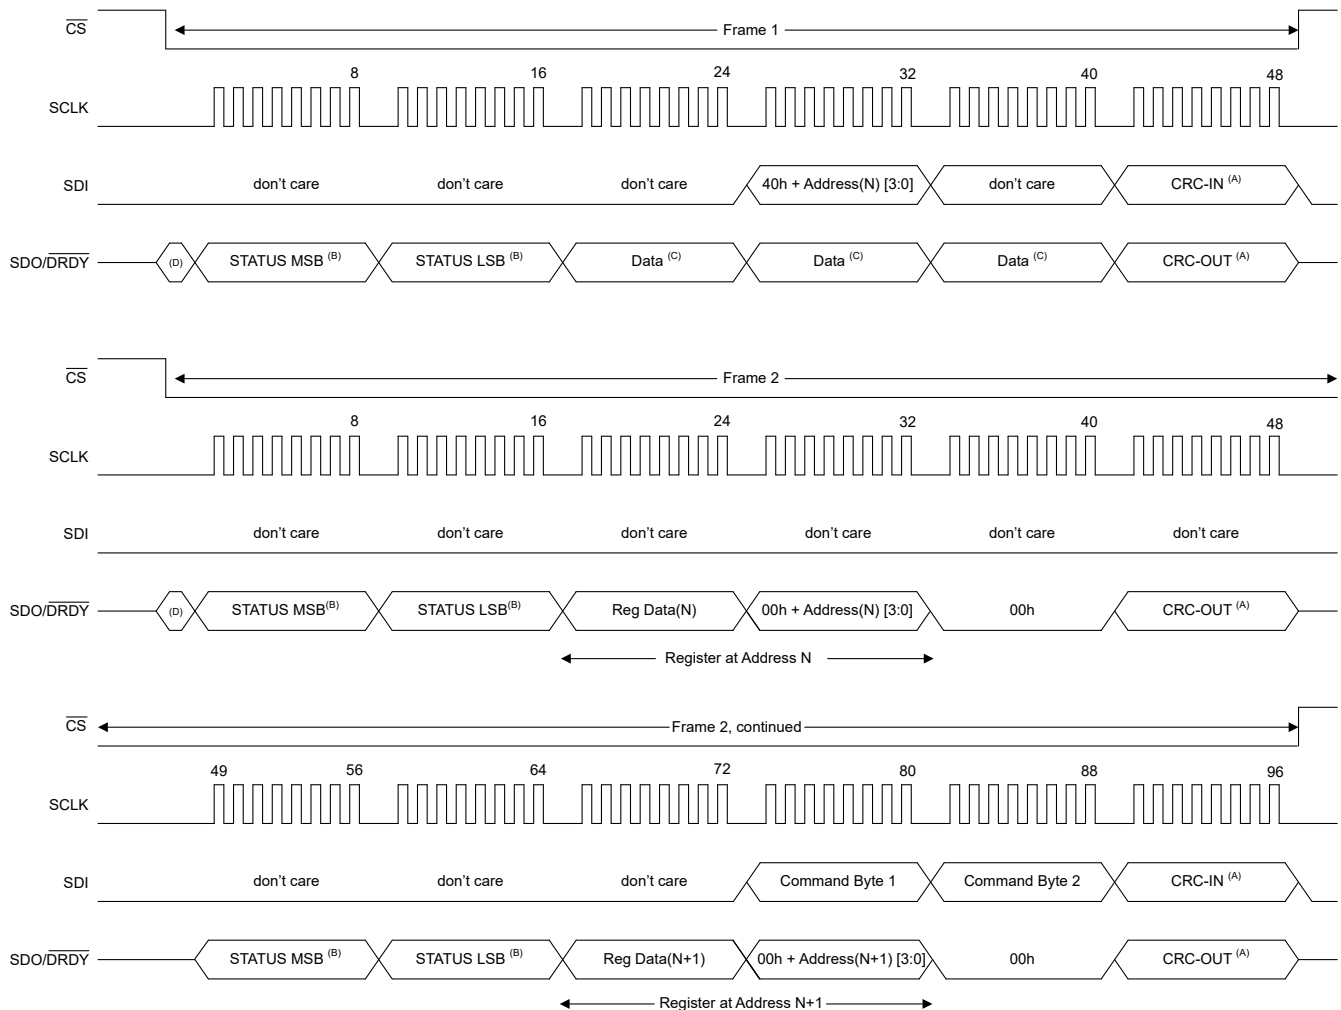 CS Frame 1
8 16 24 32 40 48
SCLK
SDI don't care don't care don't care 40h + Address(N) [3:0] don't care CRC-IN (A)
SDO/DRDY (D) STATUS MSB (B) STATUS LSB (B) Data (C) Data (C) Data (C) CRC-OUT (A)
CS Frame 2
8 16 24 32 40 48
SCLK
SDI don't care don't care don't care don't care don't care don't care
SDO/DRDY (D) STATUS MSB(B) STATUS LSB(B) Reg Data(N) 00h + Address(N) [3:0] 00h CRC-OUT (A)
Register at Address N
CS Frame 2, continued
49 56 64 72 80 88 96
SCLK
SDI don't care don't care don't care Command Byte 1 Command Byte 2 CRC-IN (A)
SDO/DRDY STATUS MSB (B) STATUS LSB (B) Reg Data(N+1) 00h + Address(N+1) [3:0] 00h CRC-OUT (A)
Register at Address N+1